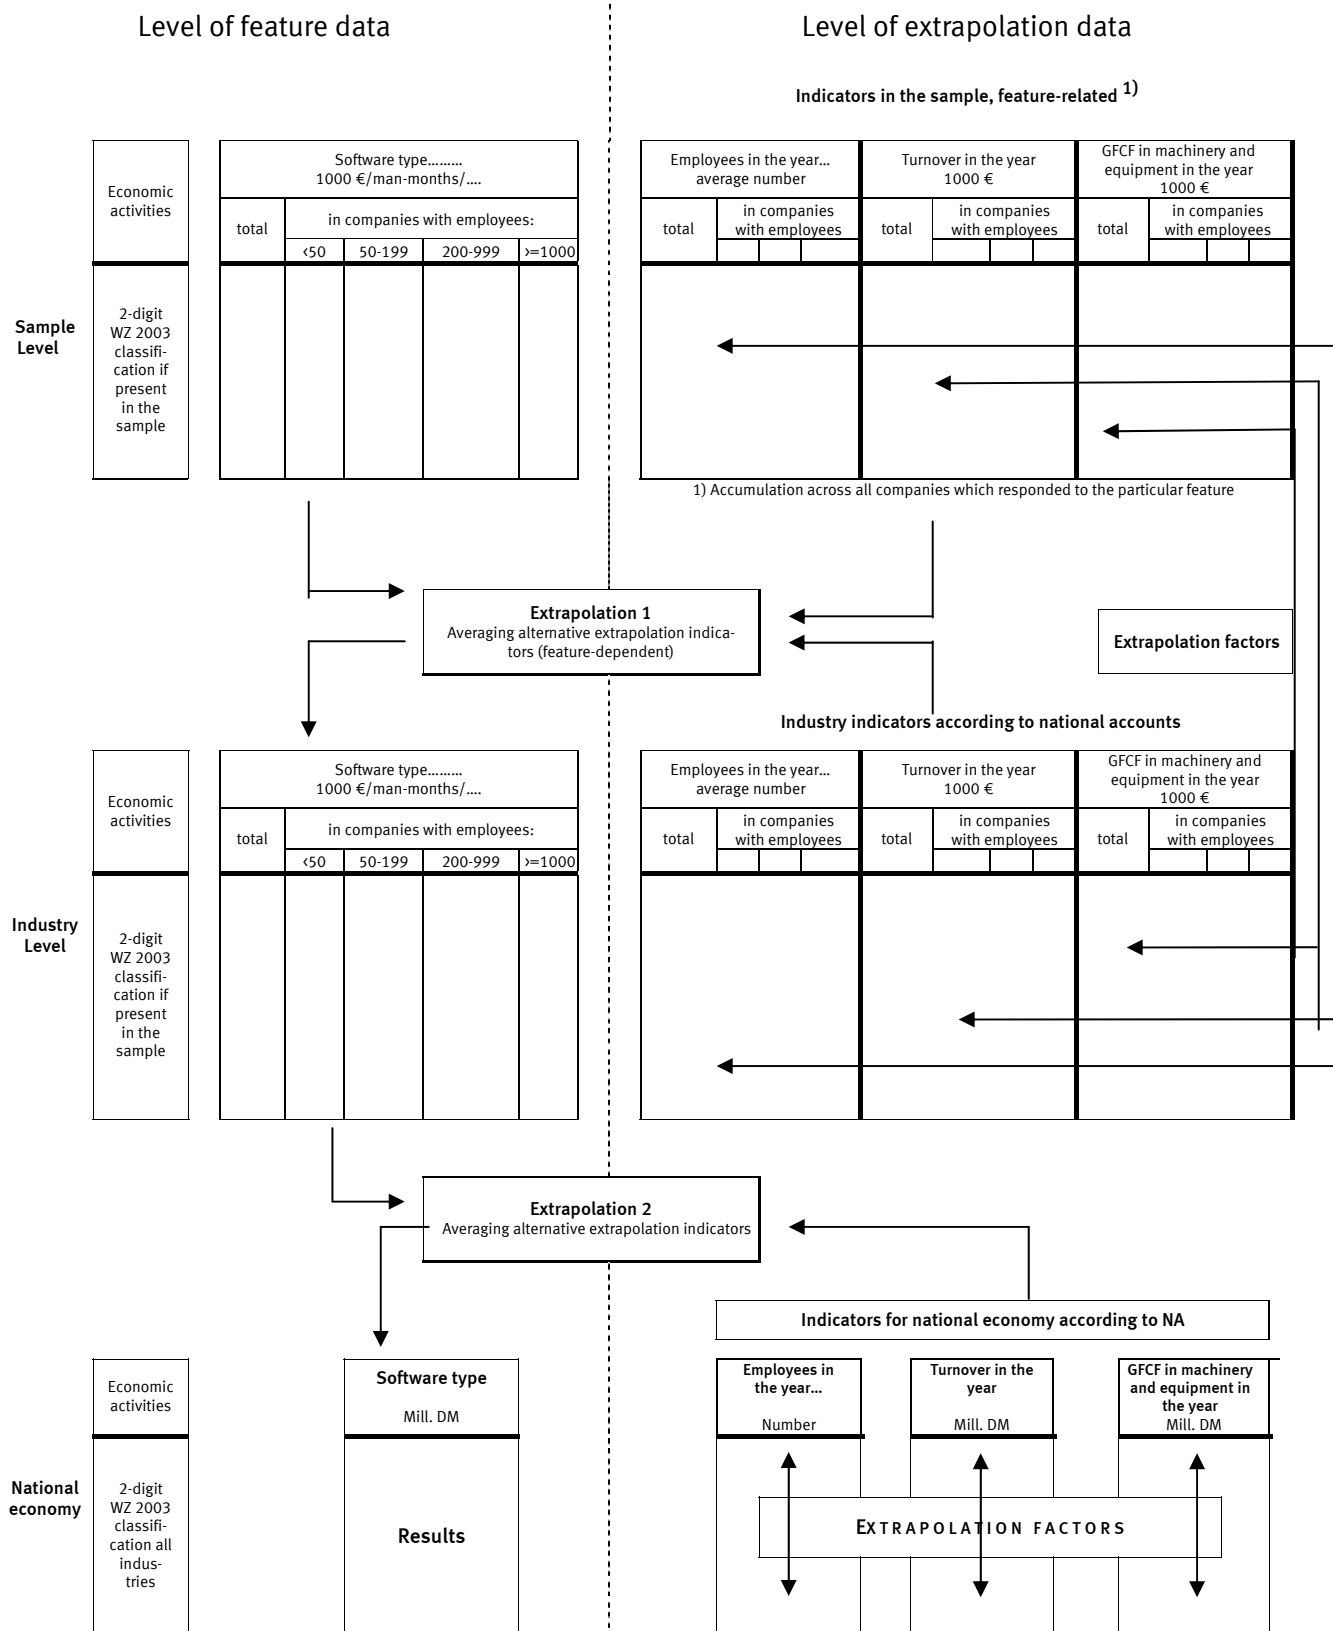 Level of feature data
Level of extrapolation data
Indicators in the sample, feature-related 1)
Economic
activities
Software type.........
1000 €/man-months/....
total
in companies with employees:
<50
50-199
200-999
>=1000
Employees in the year...
average number
total
in companies
with employees
Turnover in the year
1000 €
total
in companies
with employees
GFCF in machinery and
equipment in the year
1000 €
total
in companies
with employees
Sample
Level
2-digit
WZ 2003
classifi-
cation if
present
in the
sample
1) Accumulation across all companies which responded to the particular feature
Extrapolation 1
Averaging alternative extrapolation indica-
tors (feature-dependent)
Extrapolation factors
Industry indicators according to national accounts
Economic
activities
Software type.........
1000 €/man-months/....
total
in companies with employees:
<50
50-199
200-999
>=1000
Employees in the year...
average number
total
in companies
with employees
Turnover in the year
1000 €
total
in companies
with employees
GFCF in machinery and
equipment in the year
1000 €
total
in companies
with employees
Industry
Level
2-digit
WZ 2003
classifi-
cation if
present
in the
sample
Extrapolation 2
Averaging alternative extrapolation indicators
Indicators for national economy according to NA
Economic
activities
Software type
Mill. DM
Employees in
the year...
Number
Turnover in the
year
Mill. DM
GFCF in machinery
and equipment in
the year
Mill. DM
National
economy
2-digit
WZ 2003
classifi-
cation all
indus-
tries
Results
EXTRAPOLATION FACTORS